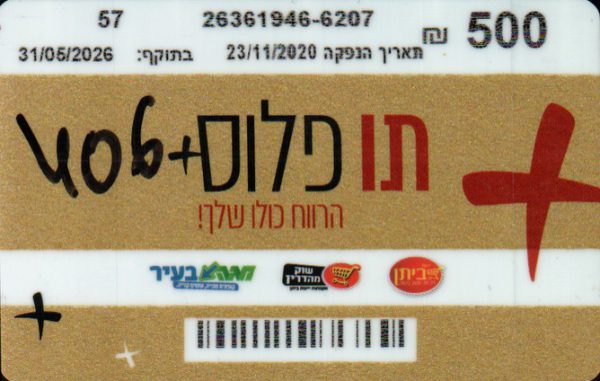 57 26361946-6207 ₪ 500
בתוקף: 31/05/2026 תאריך הנפקה 23/11/2020
תו פלוס+
הרווח כולו שלך!
מגה בעיר
שוק מהדרין
ביתן